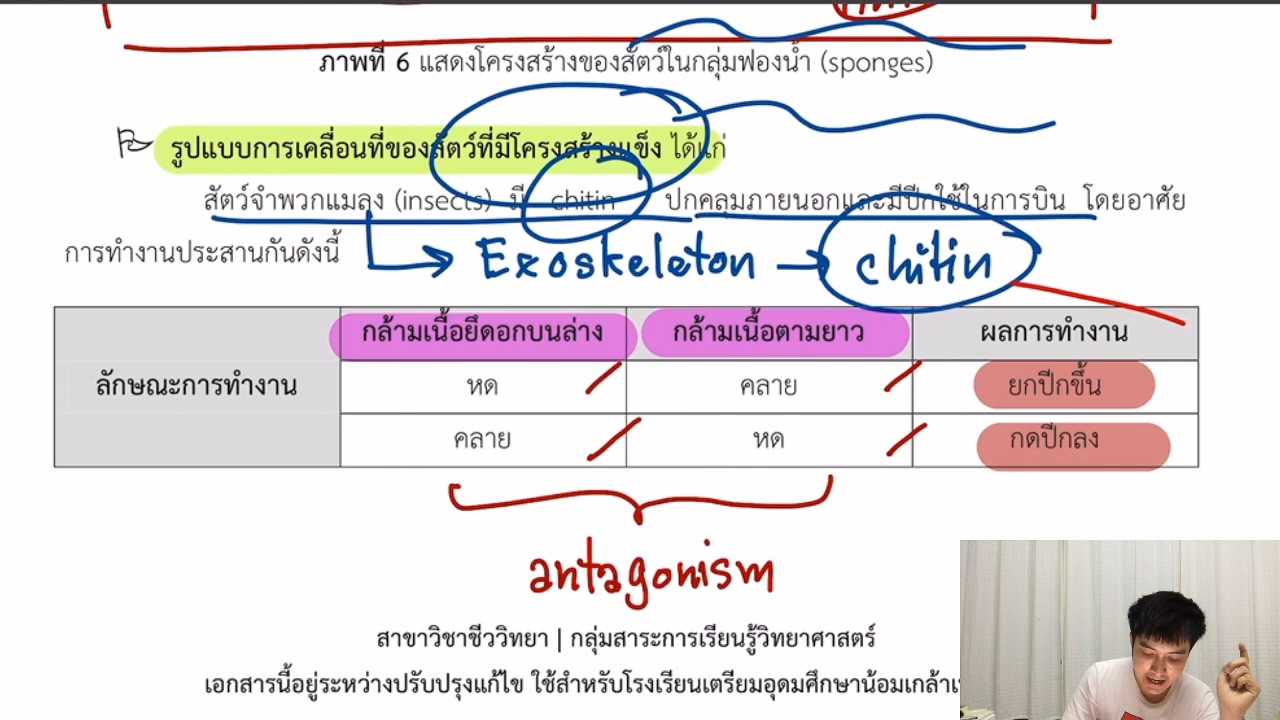 ภาพที่ 6 แสดงโครงสร้างของสัตว์ในกลุ่มฟองน้ำ (sponges)
รูปแบบการเคลื่อนที่ของสัตว์ที่มีโครงสร้างแข็ง ได้แก่
สัตว์จำพวกแมลง (insects) มี chitin ปกคลุมภายนอกและมีปีกใช้ในการบิน โดยอาศัย
การทำงานประสานกันดังนี้
Exoskeleton → chitin
กล้ามเนื้อยึดอกบนล่าง กล้ามเนื้อตามยาว ผลการทำงาน
ลักษณะการทำงาน หด คลาย ยกปีกขึ้น
คลาย หด กดปีกลง
antagonism
สาขาวิชาชีววิทยา | กลุ่มสาระการเรียนรู้วิทยาศาสตร์
เอกสารนี้อยู่ระหว่างปรับปรุงแก้ไข ใช้สำหรับโรงเรียนเตรียมอุดมศึกษาน้อมเกล้า